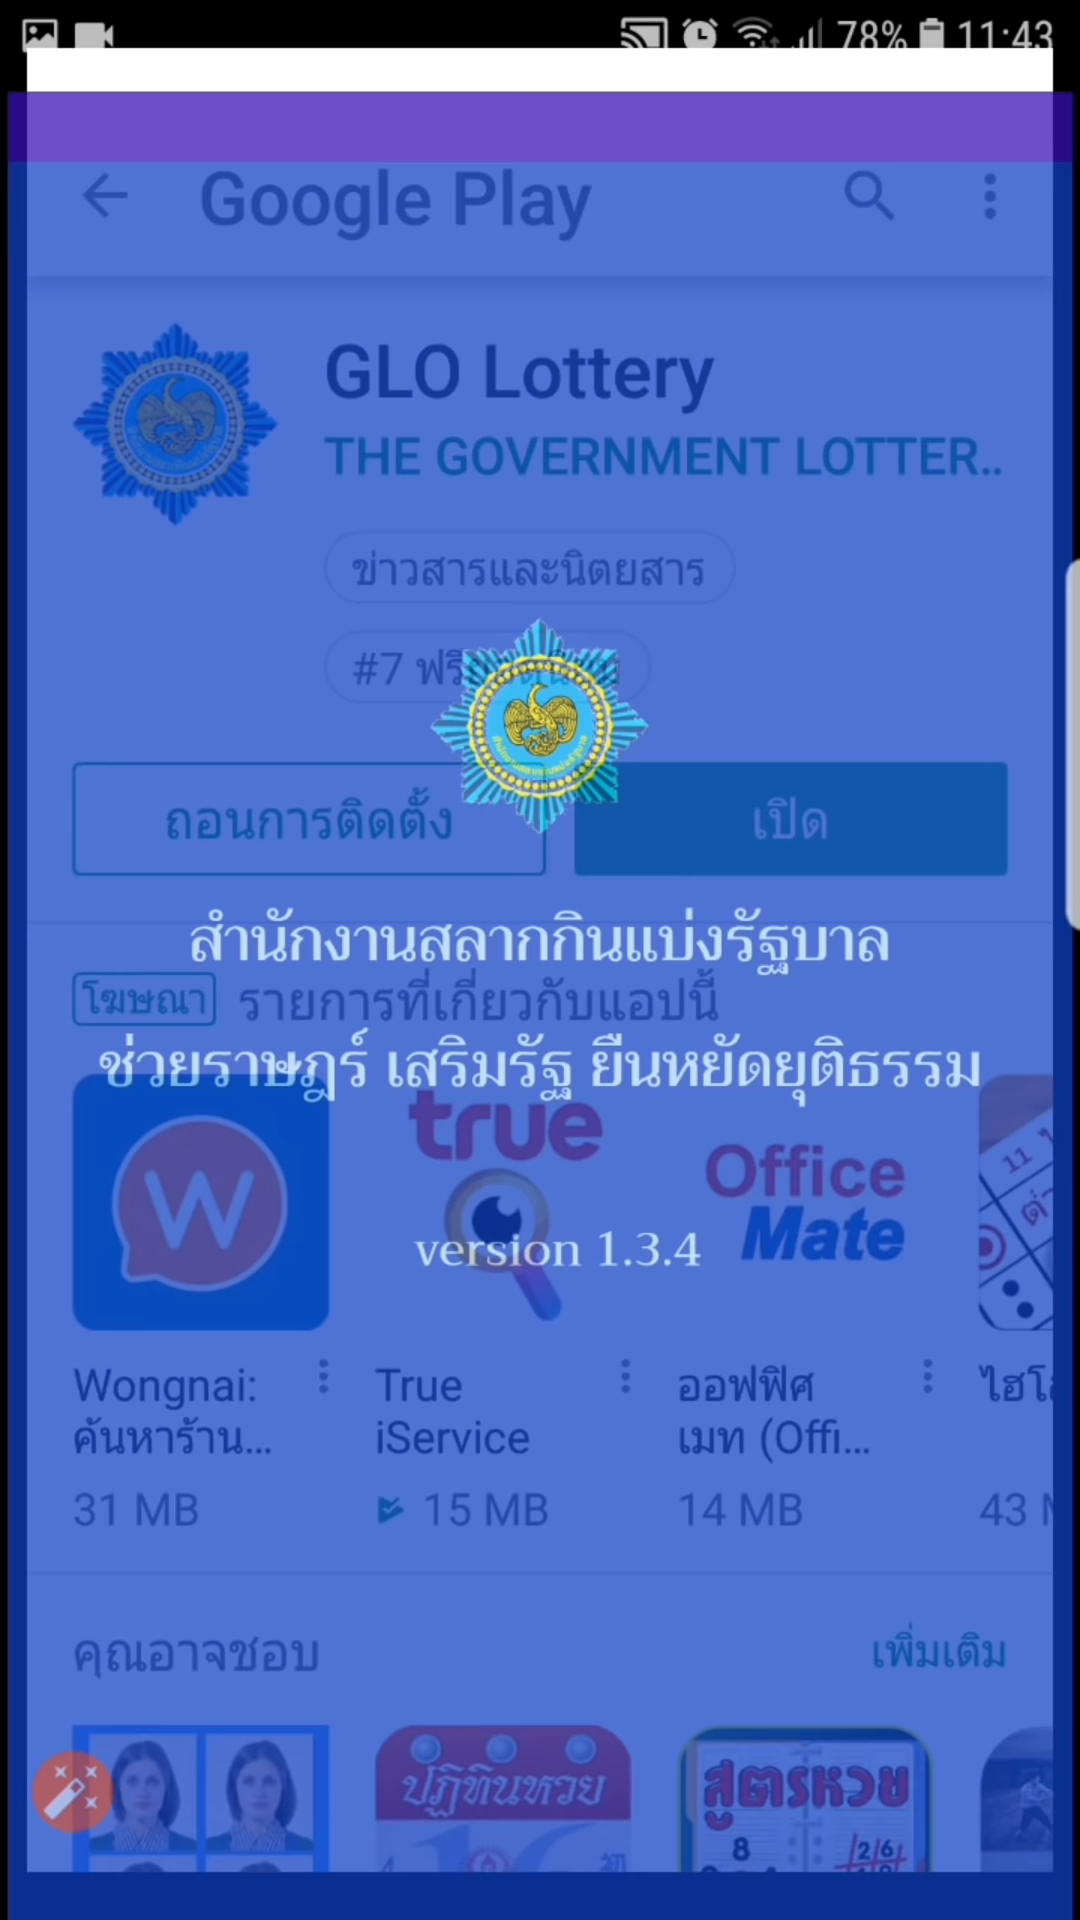 78% 11:43
Google Play
GLO Lottery
THE GOVERNMENT LOTTER..
ข่าวสารและนิตยสาร
#7
ถอนการติดตั้ง
เปิด
สำนักงานสลากกินแบ่งรัฐบาล
โฆษณา
รายการที่เกี่ยวกับแอปนี้
ช่วยราษฎร์ เสริมรัฐ ยืนหยัดยุติธรรม
W
true
Office
Mate
11
version 1.3.4
Wongnai:
ค้นหาร้าน...
31 MB
True
iService
15 MB
ออฟฟิศ
เมท (Offi...
14 MB
43
คุณอาจชอบ
เพิ่มเติม
ปฏิทินหวย
สูตรหวย
8
26